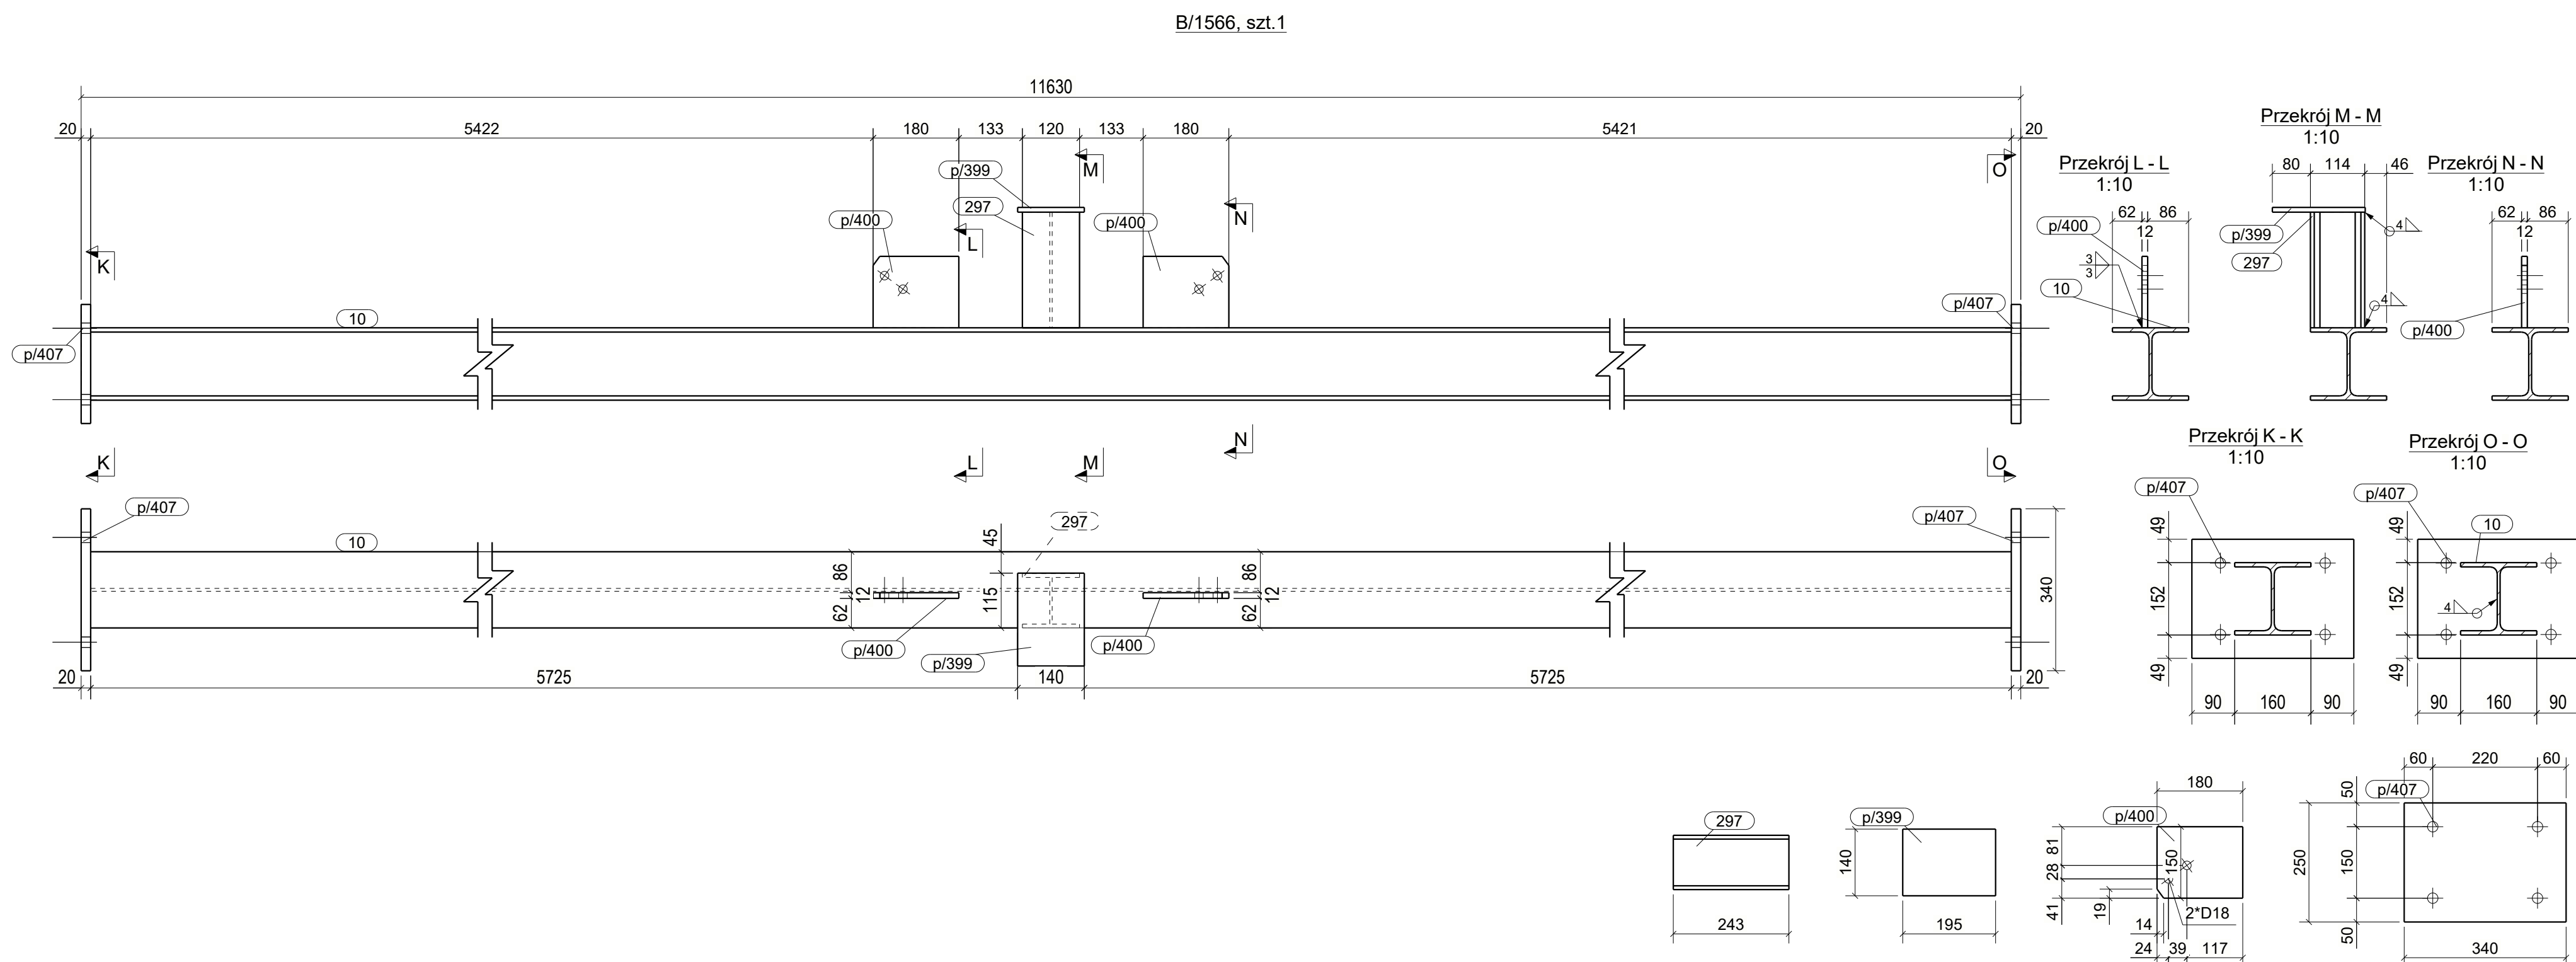 B/1566, szt.1
11630
20 5422 180 133 120 133 180 5421 20
K
p/400
p/399
297
L
M
p/400
N
O
p/407
10
p/407
K
L
M
N
O
Przekrój L - L
1:10
62 86
12
p/400
3
3
10
Przekrój M - M
1:10
80 114 46
p/399
297
4
4
Przekrój N - N
1:10
62 86
12
p/400
p/407
10
297
45
115
86
12
62
86
12
62
p/400
p/399
p/400
p/407
340
20 5725 140 5725 20
Przekrój K - K
1:10
p/407
49
152
49
90 160 90
Przekrój O - O
1:10
p/407
10
4
49
152
49
90 160 90
297
243
p/399
140
195
180
p/400
81
28
41
150
19
2*D18
14
24 39 117
60 220 60
p/407
50
150
50
250
340